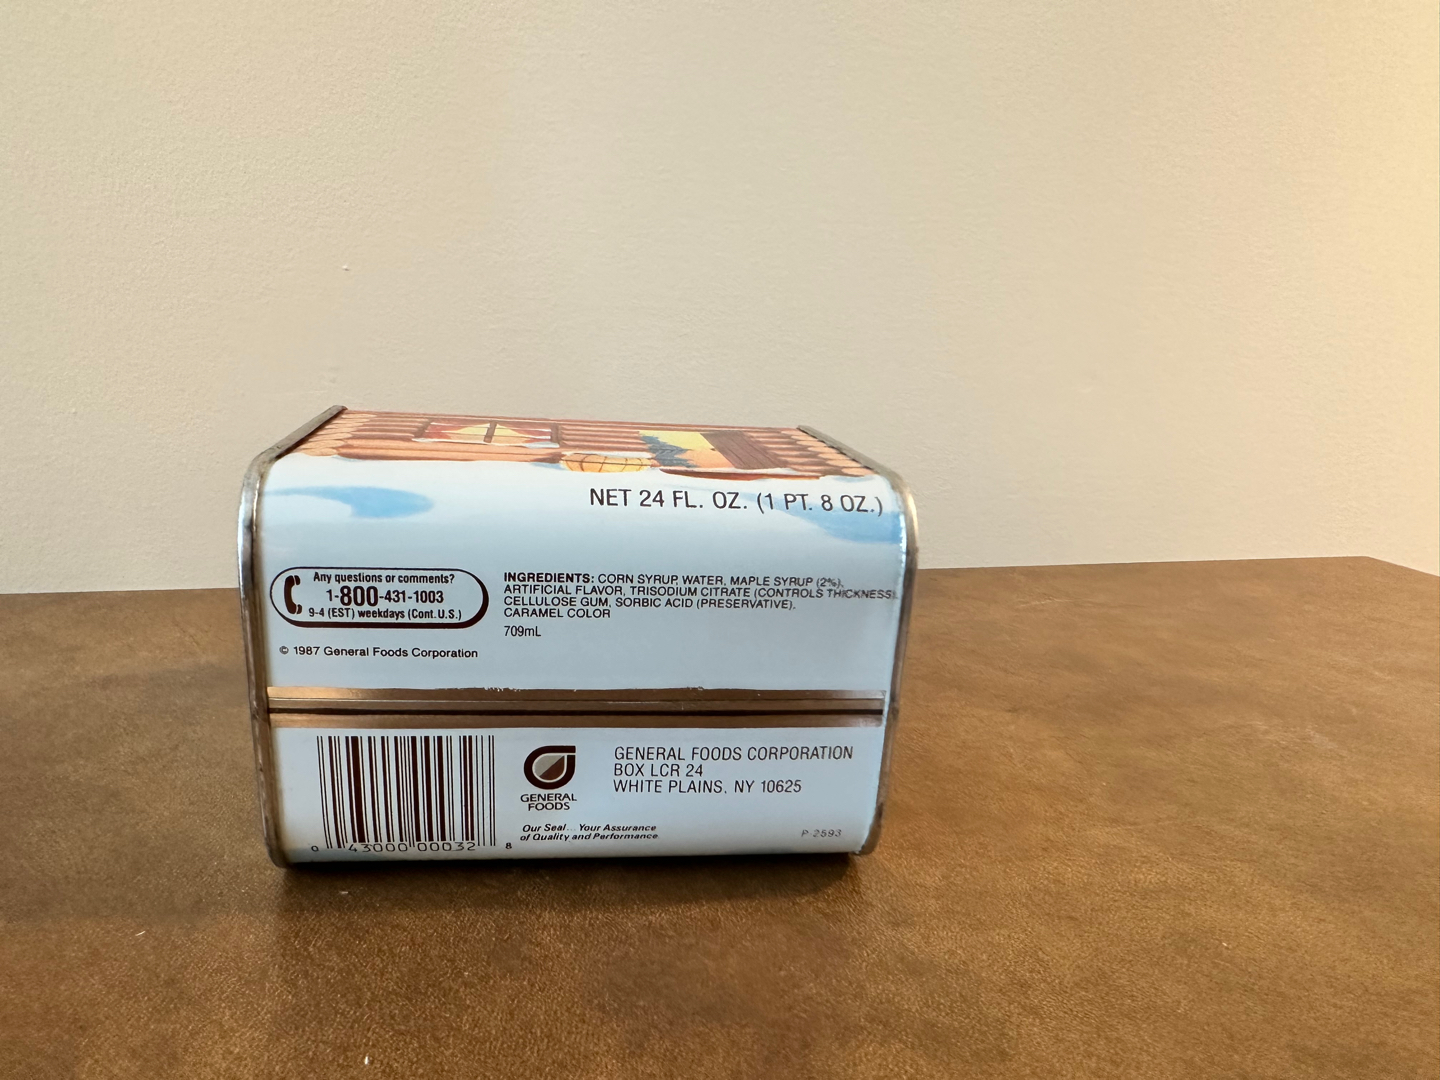 NET 24 FL. OZ. (1 PT. 8 OZ.)
Any questions or comments?
1-800-431-1003
9-4 (EST) weekdays (Cont. U.S.)
© 1987 General Foods Corporation
INGREDIENTS: CORN SYRUP, WATER, MAPLE SYRUP (2%),
ARTIFICIAL FLAVOR, TRISODIUM CITRATE (CONTROLS THICKNESS),
CELLULOSE GUM, SORBIC ACID (PRESERVATIVE),
CARAMEL COLOR
709mL
0 43000 00032 8
GENERAL
FOODS
Our Seal... Your Assurance
of Quality and Performance
GENERAL FOODS CORPORATION
BOX LCR 24
WHITE PLAINS, NY 10625
P-2593